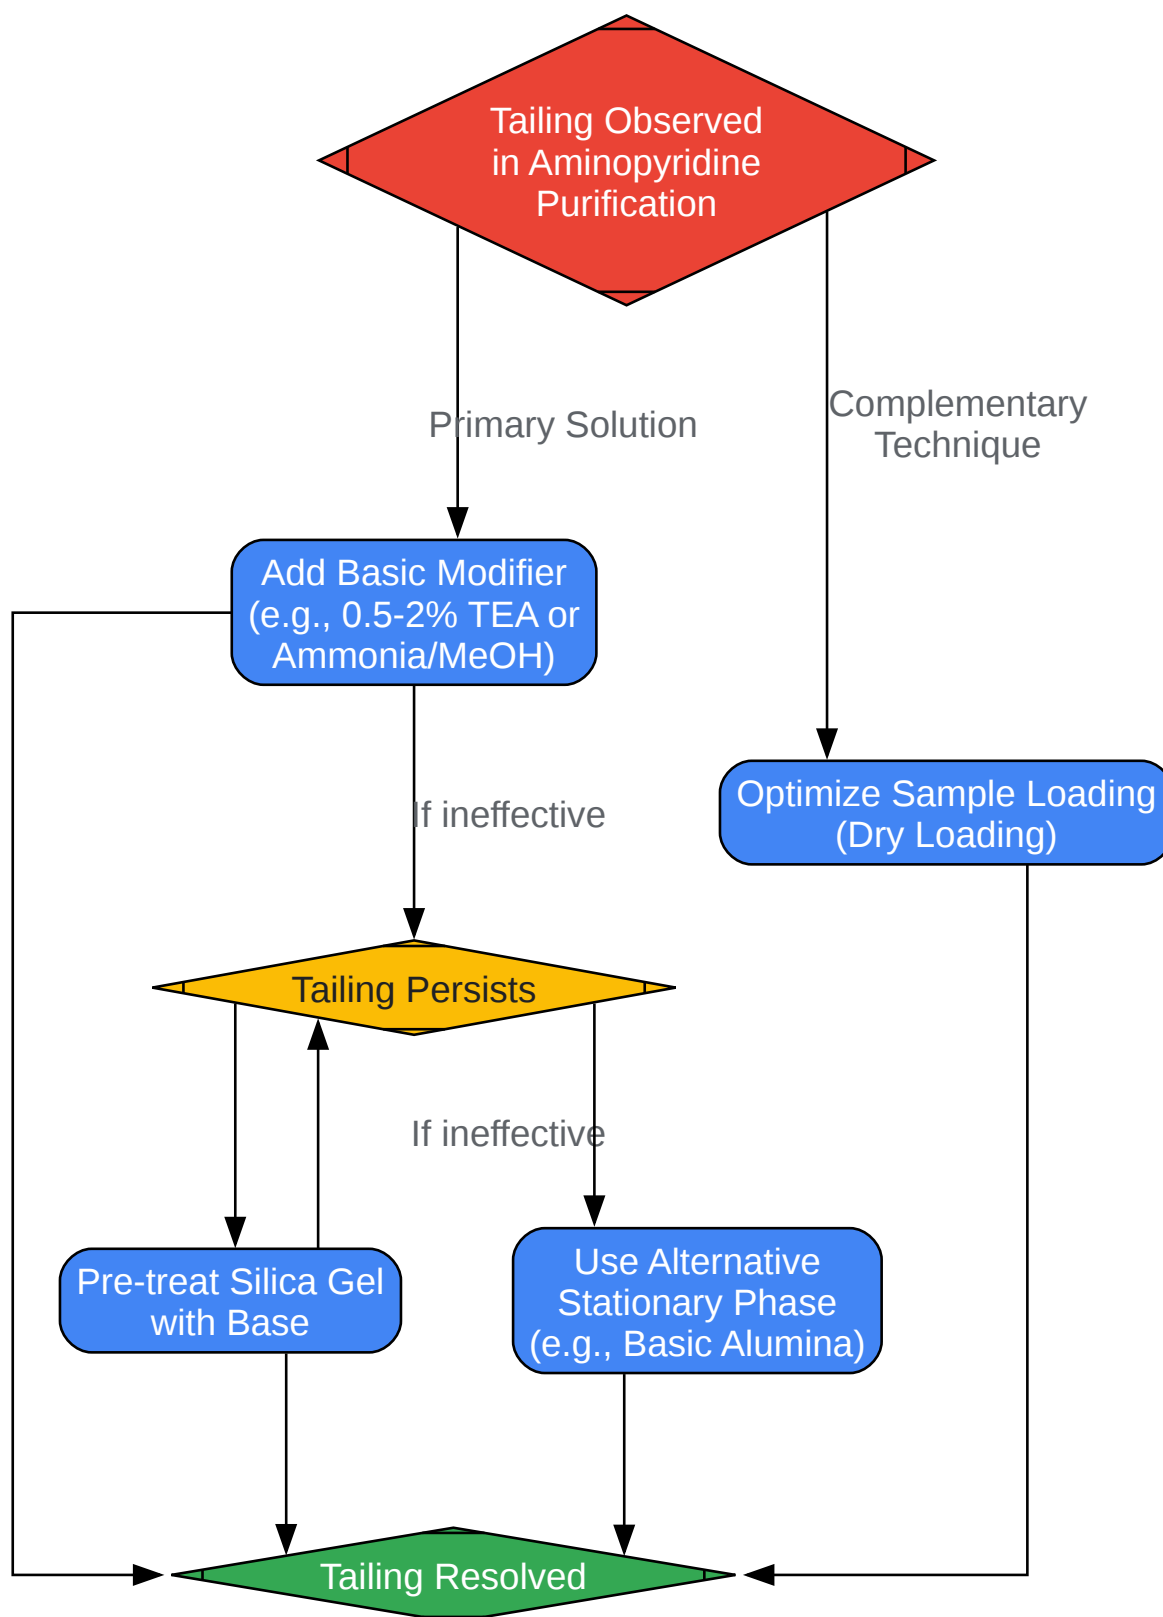 Tailing Observed
in Aminopyridine
Purification
Primary Solution
Complementary
Technique
Add Basic Modifier
(e.g., 0.5-2% TEA or
Ammonia/MeOH)
Optimize Sample Loading
(Dry Loading)
If ineffective
Tailing Persists
If ineffective
Pre-treat Silica Gel
with Base
Use Alternative
Stationary Phase
(e.g., Basic Alumina)
Tailing Resolved